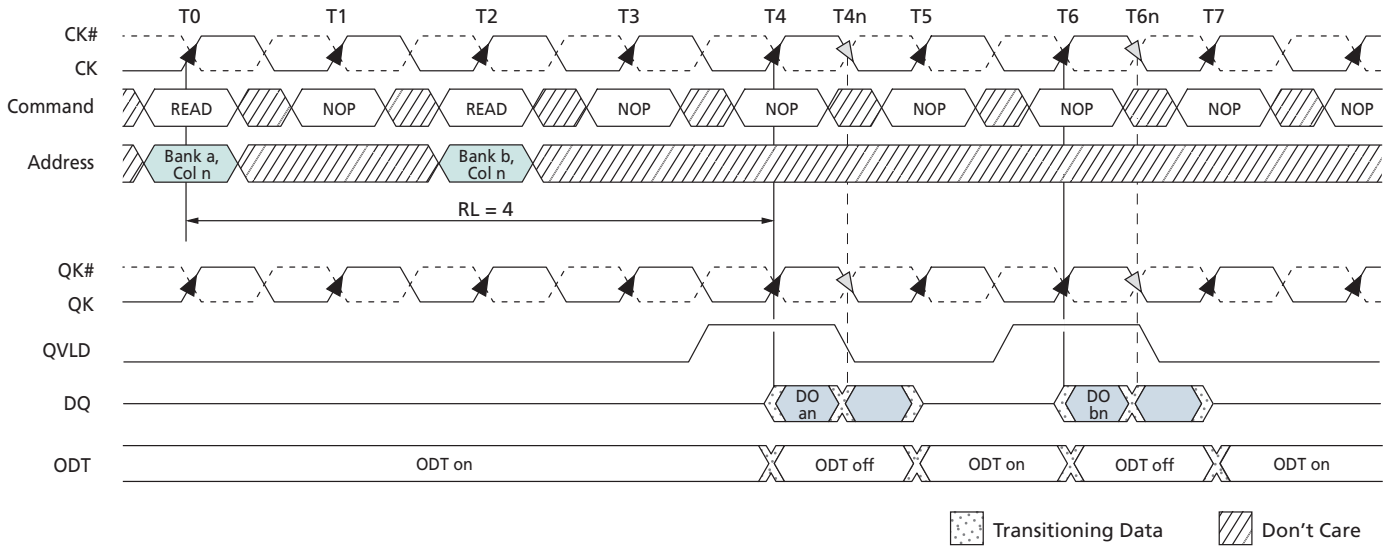 T0 T1 T2 T3 T4 T4n T5 T6 T6n T7
CK#
CK
Command READ NOP READ NOP NOP NOP NOP NOP NOP
Address Bank a, Bank b,
Col n Col n
RL = 4
QK#
QK
QVLD
DQ DO DO
an bn
ODT ODT on ODT off ODT on ODT off ODT on
Transitioning Data Don't Care